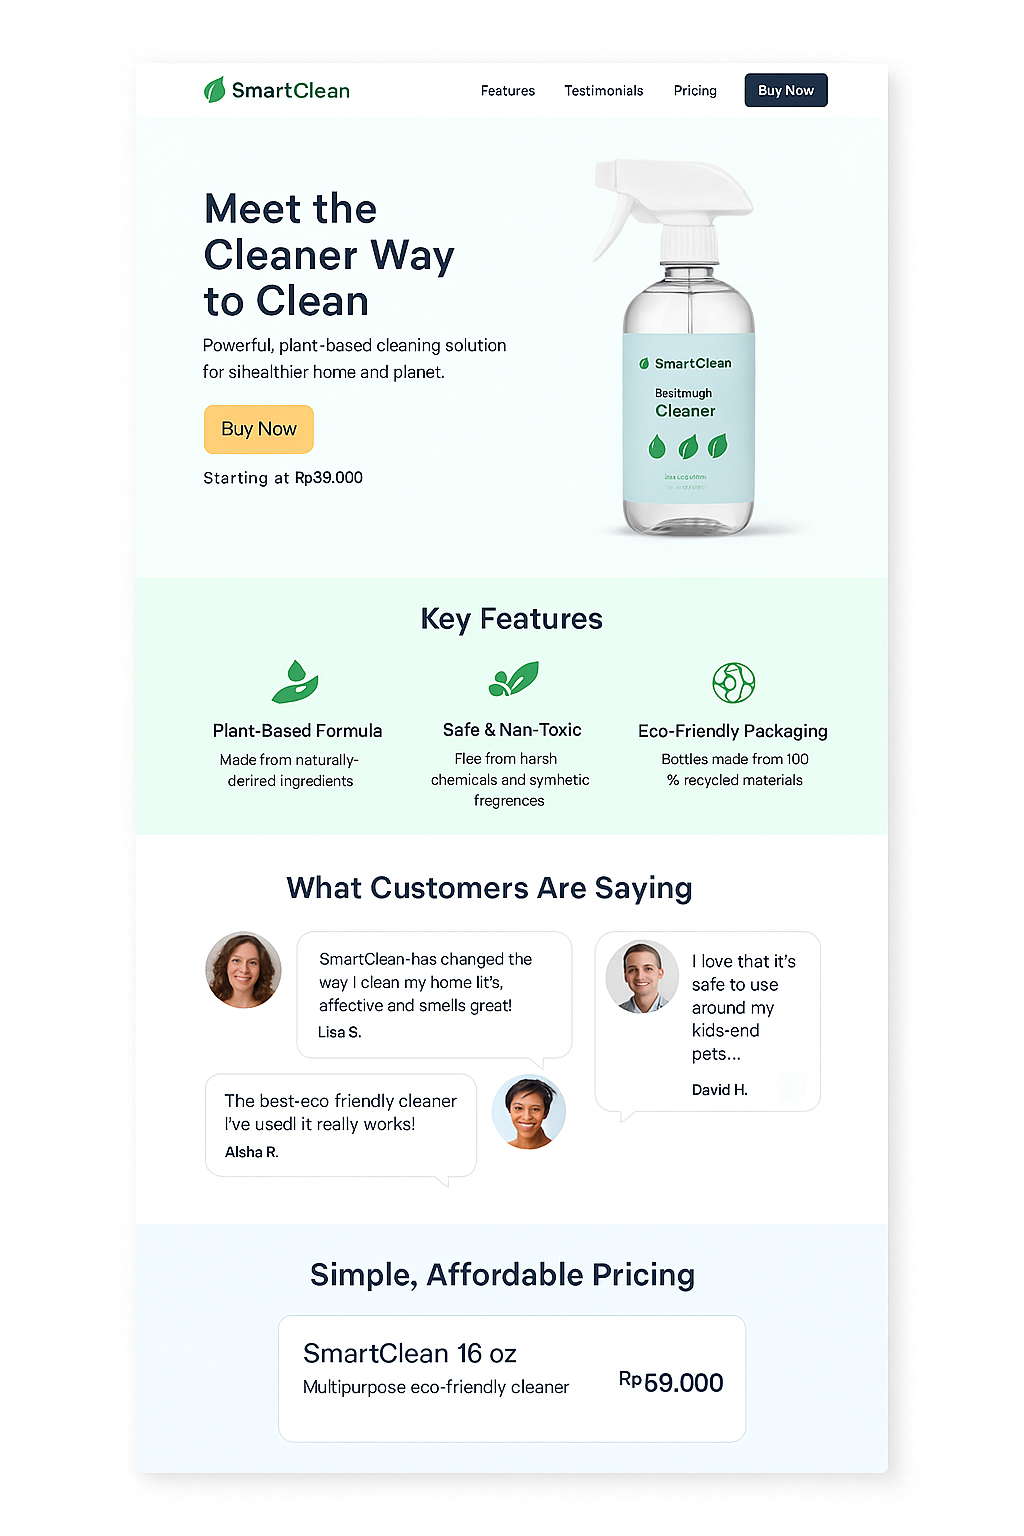 SmartClean
Features
Testimonials
Pricing
Buy Now
Meet the
Cleaner Way
to Clean
Powerful, plant-based cleaning solution
for sihealthier home and planet.
Buy Now
Starting at Rp39.000
SmartClean
Besitmugh
Cleaner
Key Features
Plant-Based Formula
Made from naturally-
derired ingredients
Safe & Nan-Toxic
Flee from harsh
chemicals and symhetic
fregrences
Eco-Friendly Packaging
Bottles made from 100
% recycled materials
What Customers Are Saying
SmartClean-has changed the
way I clean my home lit's,
affective and smells great!
Lisa S.
I love that it's
safe to use
around my
kids-end
pets...
David H.
The best-eco friendly cleaner
I've usedl it really works!
Alsha R.
Simple, Affordable Pricing
SmartClean 16 oz
Multipurpose eco-friendly cleaner
Rp59.000